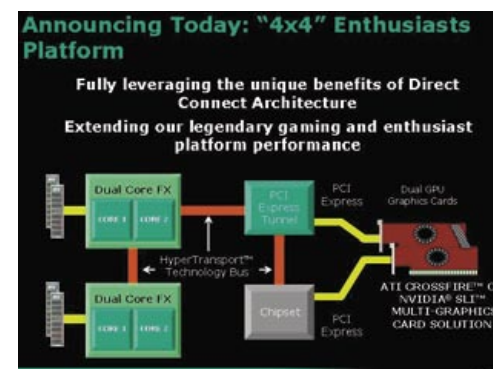 Announcing Today: “4x4” Enthusiasts
Platform
Fully leveraging the unique benefits of Direct
Connect Architecture
Extending our legendary gaming and enthusiast
platform performance
Dual Core FX
CORE 1 CORE 2
PCI
Express
Tunnel
PCI
Express
Dual GPU
Graphics Cards
HyperTransport™
Technology Bus
Dual Core FX
CORE 1 CORE 2
Chipset
PCI
Express
ATI CROSSFIRE™
NVIDIA® SLI™
MULTI-GRAPHICS
CARD SOLUTION